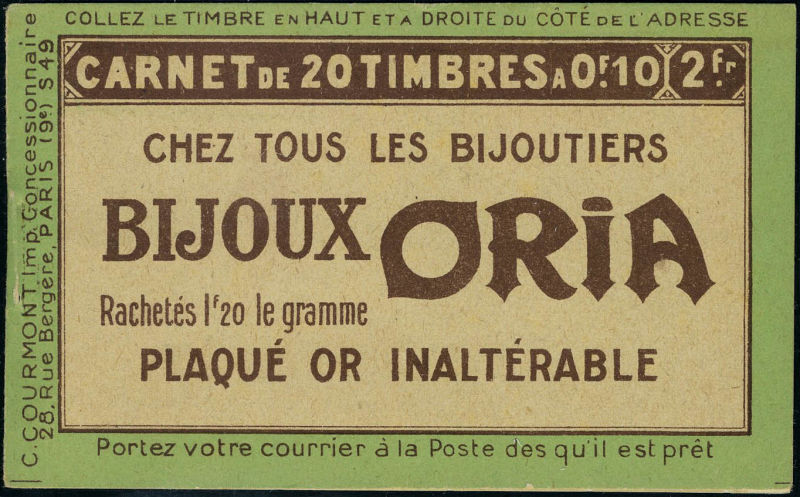 COLLEZ LE TIMBRE EN HAUT ET A DROITE DU CÔTÉ DE L'ADRESSE
CARNET DE 20 TIMBRES A 0F.10 2fr.
CHEZ TOUS LES BIJOUTIERS
BIJOUX ORiA
Rachetés 1f20 le gramme
PLAQUÉ OR INALTÉRABLE
Portez votre courrier à la Poste des qu'il est prêt
C. COURMONT Imp. Concessionnaire
28, Rue Bergère, PARIS (9e) S 49